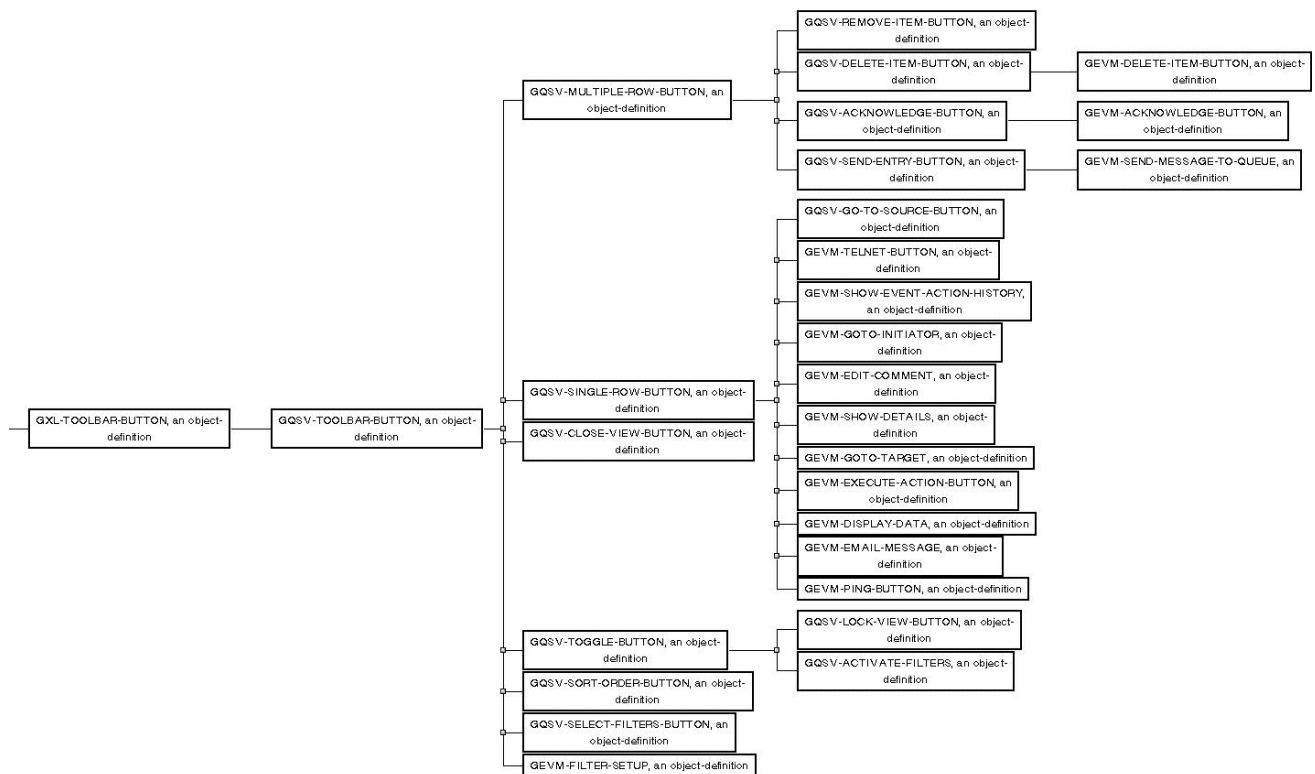 GXL-TOOLBAR-BUTTON, an object-
definition
GQSV-TOOLBAR-BUTTON, an object-
definition
GQSV-MULTIPLE-ROW-BUTTON, an
object-definition
GQSV-REMOVE-ITEM-BUTTON, an object-
definition
GQSV-DELETE-ITEM-BUTTON, an object-
definition
GEVM-DELETE-ITEM-BUTTON, an object-
definition
GQSV-ACKNOWLEDGE-BUTTON, an
object-definition
GEVM-ACKNOWLEDGE-BUTTON, an
object-definition
GQSV-SEND-ENTRY-BUTTON, an object-
definition
GEVM-SEND-MESSAGE-TO-QUEUE, an
object-definition
GQSV-SINGLE-ROW-BUTTON, an object-
definition
GQSV-GO-TO-SOURCE-BUTTON, an
object-definition
GEVM-TELNET-BUTTON, an object-
definition
GEVM-SHOW-EVENT-ACTION-HISTORY,
an object-definition
GEVM-GOTO-INITIATOR, an object-
definition
GEVM-EDIT-COMMENT, an object-
definition
GEVM-SHOW-DETAILS, an object-
definition
GEVM-GOTO-TARGET, an object-definition
GEVM-EXECUTE-ACTION-BUTTON, an
object-definition
GEVM-DISPLAY-DATA, an object-definition
GEVM-EMAIL-MESSAGE, an object-
definition
GEVM-PING-BUTTON, an object-definition
GQSV-CLOSE-VIEW-BUTTON, an object-
definition
GQSV-TOGGLE-BUTTON, an object-
definition
GQSV-LOCK-VIEW-BUTTON, an object-
definition
GQSV-ACTIVATE-FILTERS, an object-
definition
GQSV-SORT-ORDER-BUTTON, an object-
definition
GQSV-SELECT-FILTERS-BUTTON, an
object-definition
GEVM-FILTER-SETUP, an object-definition